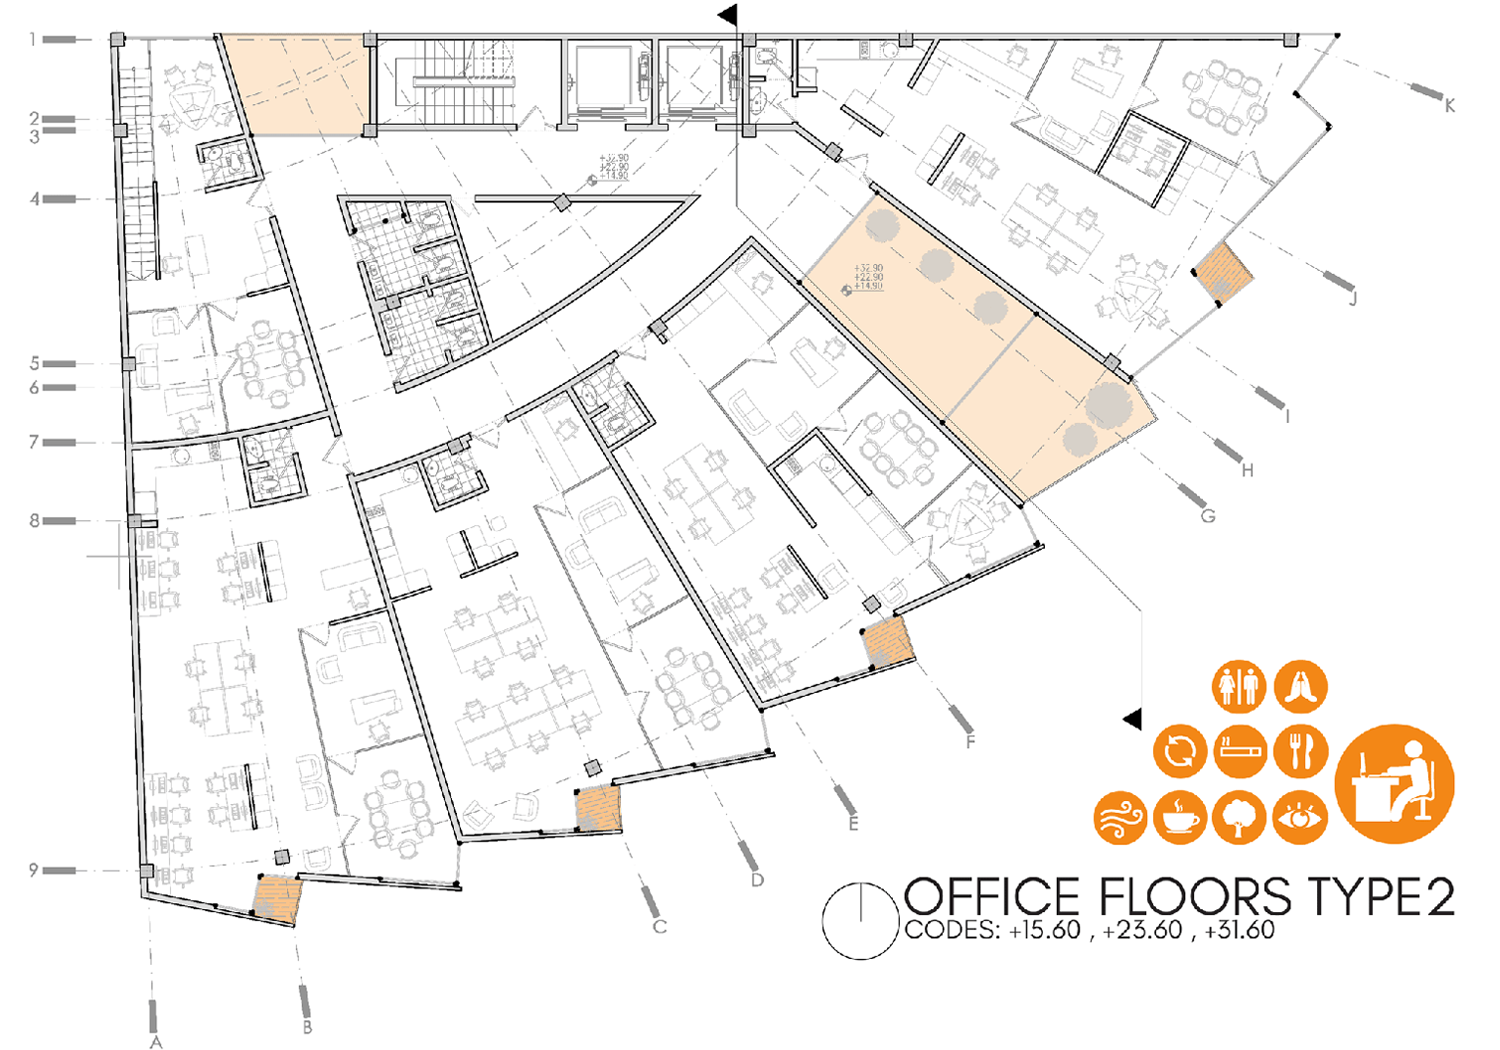 1
2
3
4
5
6
7
8
9
K
J
I
H
G
F
E
D
C
B
A
+32.90
+22.90
+14.90
+32.90
+22.90
+14.90
OFFICE FLOORS TYPE2
CODES: +15.60 , +23.60 , +31.60